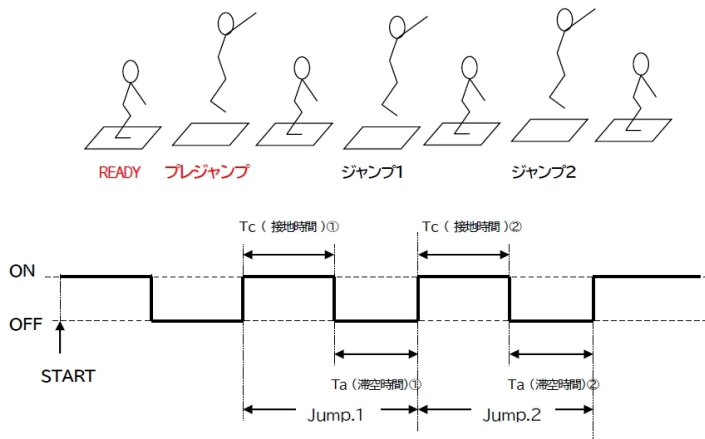 READY プレジャンプ ジャンプ1 ジャンプ2
Tc ( 接地時間 )① Tc ( 接地時間 )②
ON
OFF
START
Ta (滞空時間)① Ta (滞空時間)②
Jump.1 Jump.2